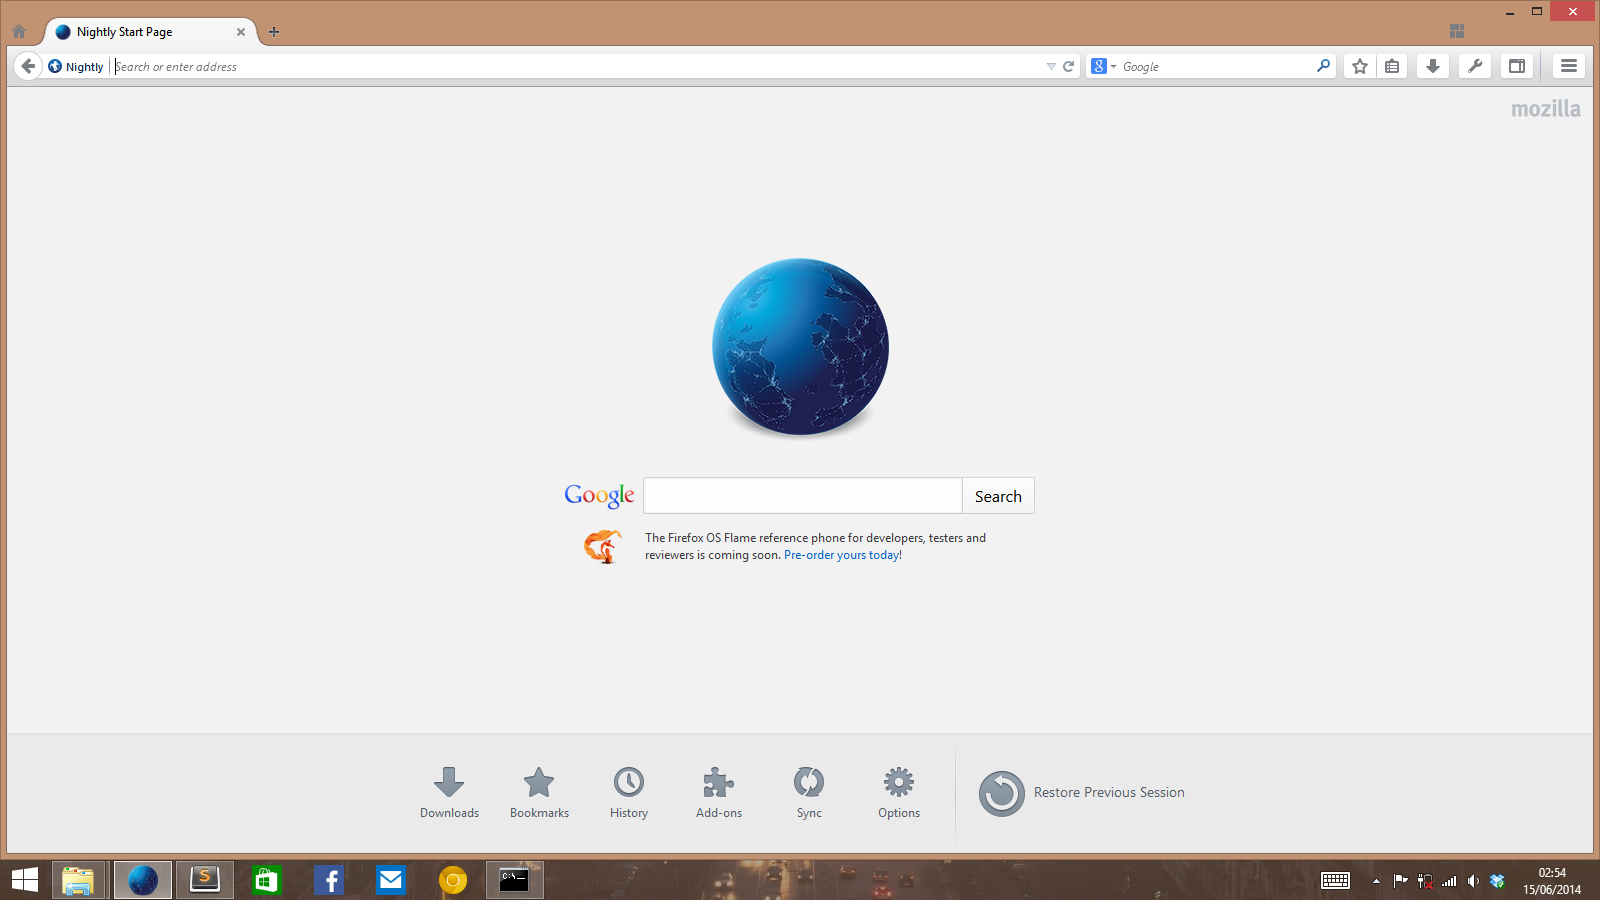 Nightly Start Page
Nightly
Search or enter address
8
Google
mozilla
Google
Search
The Firefox OS Flame reference phone for developers, testers and
reviewers is coming soon. Pre-order yours today!
Downloads
Bookmarks
History
Add-ons
Sync
Options
Restore Previous Session
S
f
C:\_
02:54
15/06/2014